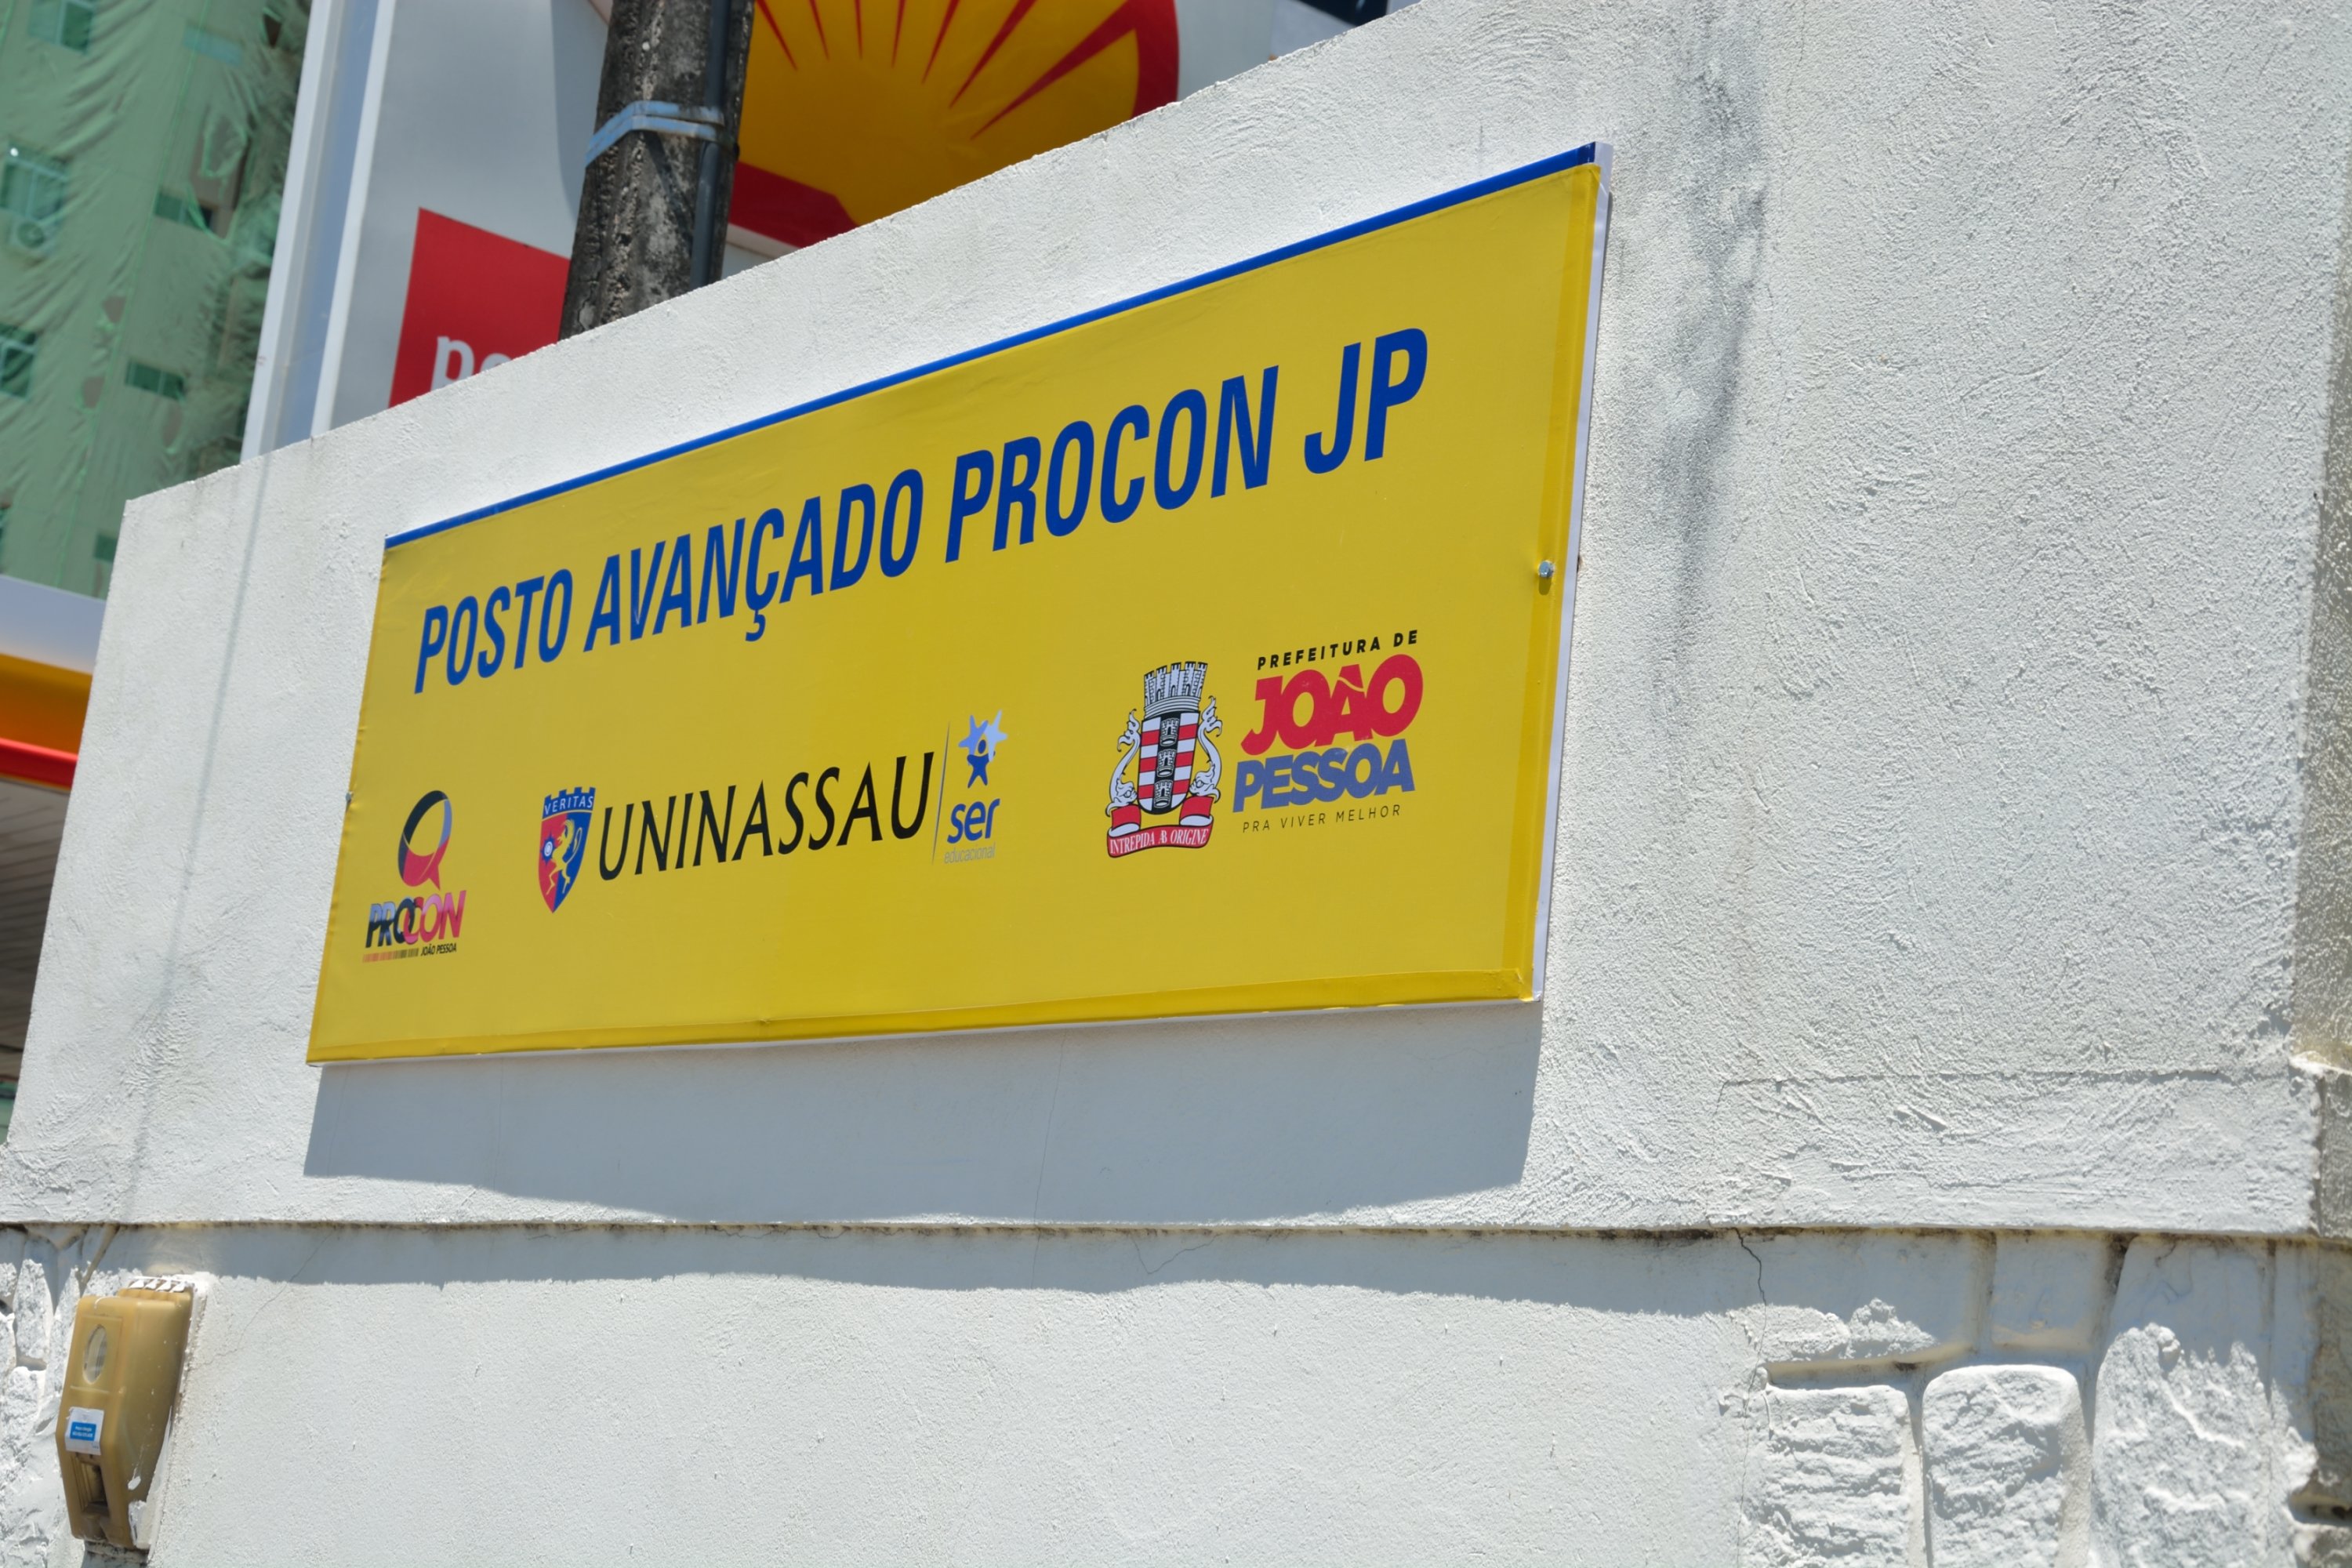 POSTO AVANÇADO PROCON JP
PROCON
JOÃO PESSOA
VERITAS
UNINASSAU
ser
educacional
INTREPIDA AB ORIGINE
PREFEITURA DE
JOÃO
PESSOA
PRA VIVER MELHOR